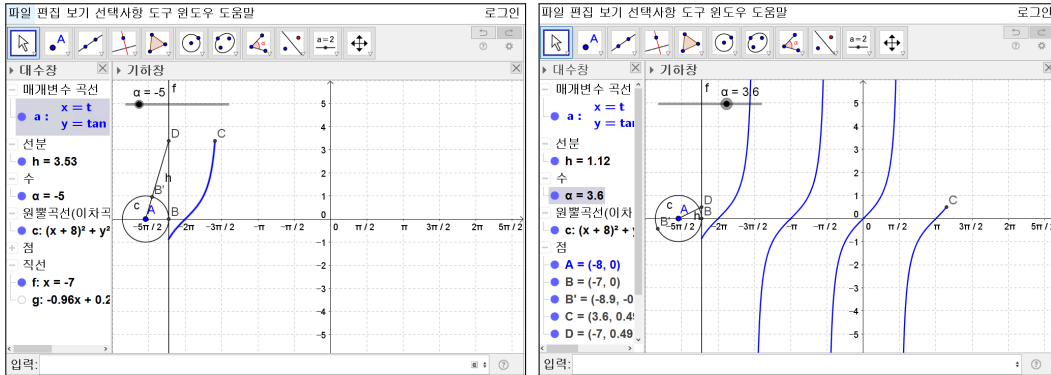 파일 편집 보기 선택사항 도구 윈도우 도움말 로그인
A a=2
대수창
기하창
매개변수 곡선
x = t
a :
y = tan
선분
h = 3.53
수
α = -5
원뿔곡선(이차곡
c: (x + 8)² + y²
점
직선
f: x = -7
g: -0.96x + 0.2
α = -5 f
D C
h
B'
c A B
5
4
3
2
1
0
-1
-2
-3
-4
-5
-5π / 2 -2π -3π / 2 -π -π / 2 0 π / 2 π 3π / 2 2π 5π / 2
입력:
파일 편집 보기 선택사항 도구 윈도우 도움말 로그인
A a=2
대수창
기하창
매개변수 곡선
x = t
a :
y = tan
선분
h = 1.12
수
α = 3.6
원뿔곡선(이차
c: (x + 8)² + y
점
A = (-8, 0)
B = (-7, 0)
B' = (-8.9, -0
C = (3.6, 0.49
D = (-7, 0.49
f
α = 3.6
c D C
A h B
B'
5
4
3
2
1
0
-1
-2
-3
-4
-5
-5π / 2 -2π -3π / 2 -π -π / 2 0 π / 2 π 3π / 2 2π 5π / 2
입력: